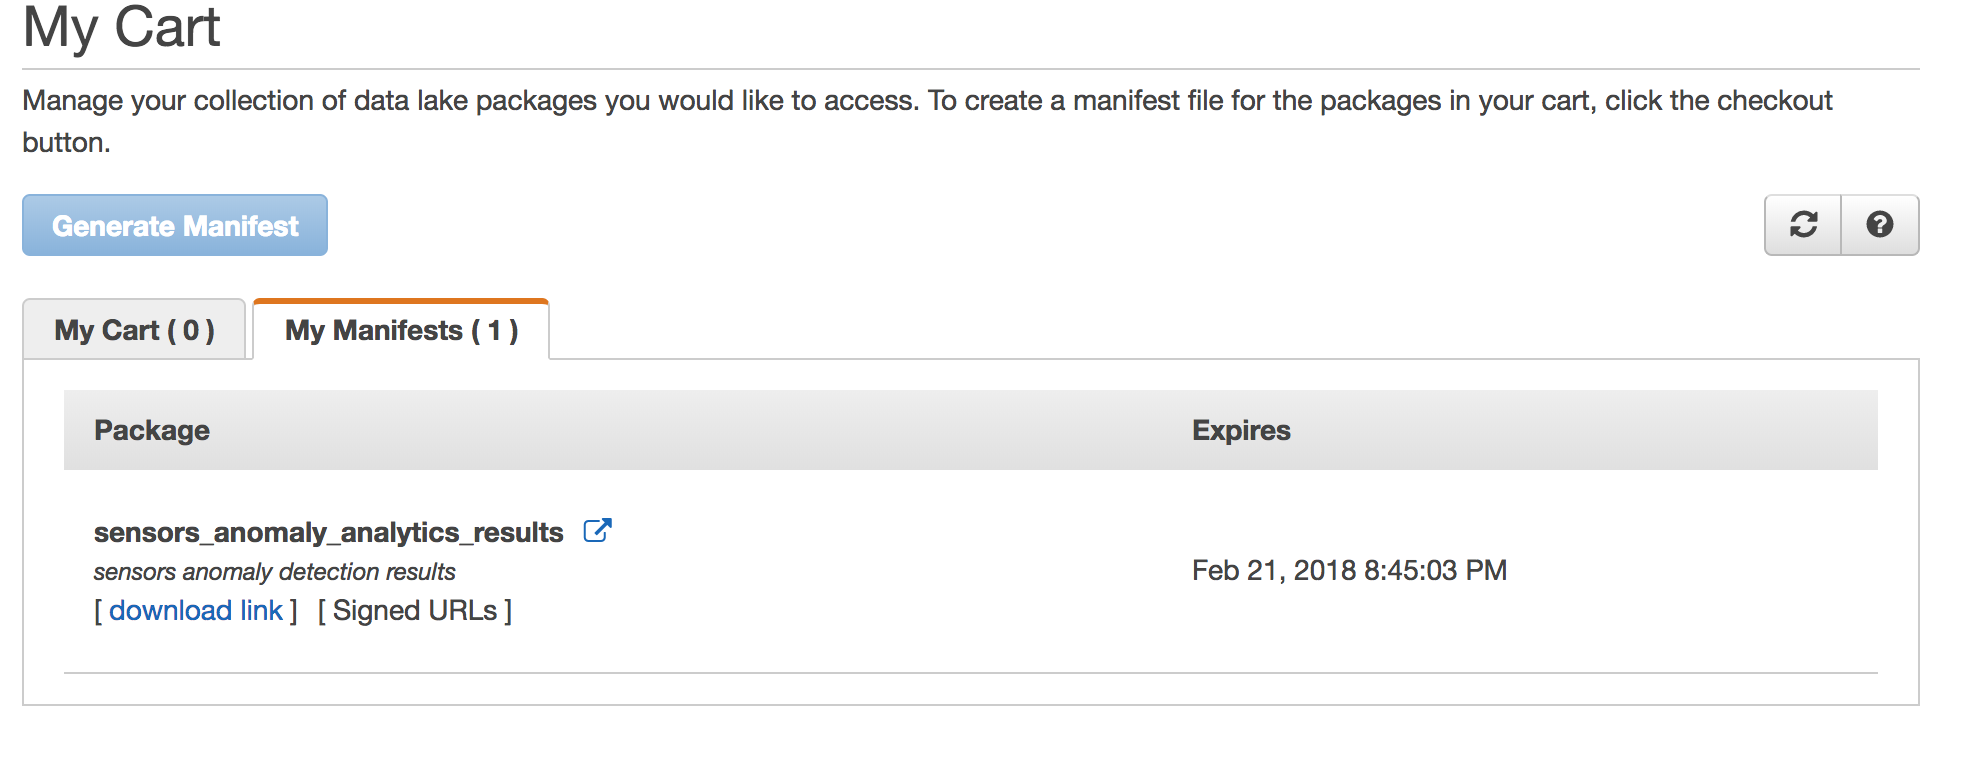 My Cart
Manage your collection of data lake packages you would like to access. To create a manifest file for the packages in your cart, click the checkout
button.
Generate Manifest
My Cart ( 0 )
My Manifests ( 1 )
Package
Expires
sensors_anomaly_analytics_results
sensors anomaly detection results
[ download link ] [ Signed URLs ]
Feb 21, 2018 8:45:03 PM